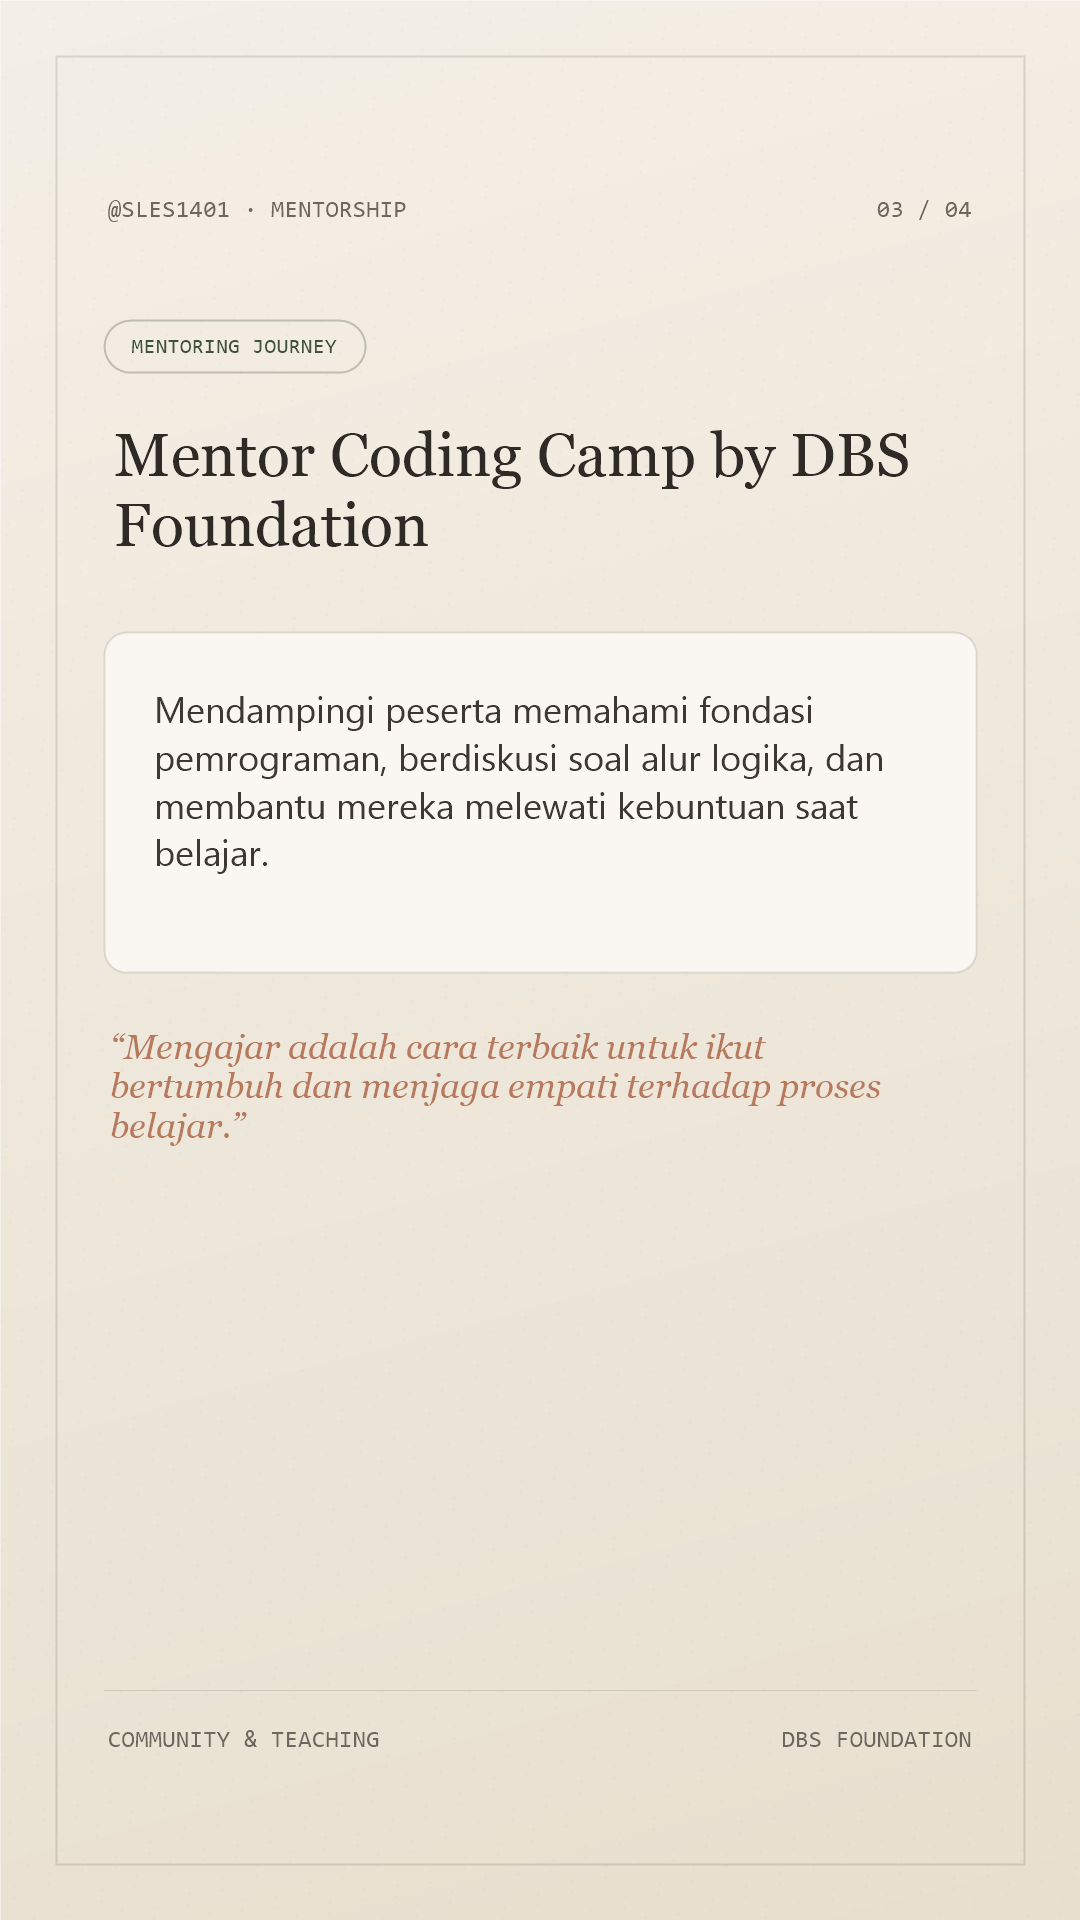 @SLES1401 · MENTORSHIP
03 / 04
MENTORING JOURNEY
Mentor Coding Camp by DBS
Foundation
Mendampingi peserta memahami fondasi
pemrograman, berdiskusi soal alur logika, dan
membantu mereka melewati kebuntuan saat
belajar.
“Mengajar adalah cara terbaik untuk ikut
bertumbuh dan menjaga empati terhadap proses
belajar.”
COMMUNITY & TEACHING
DBS FOUNDATION